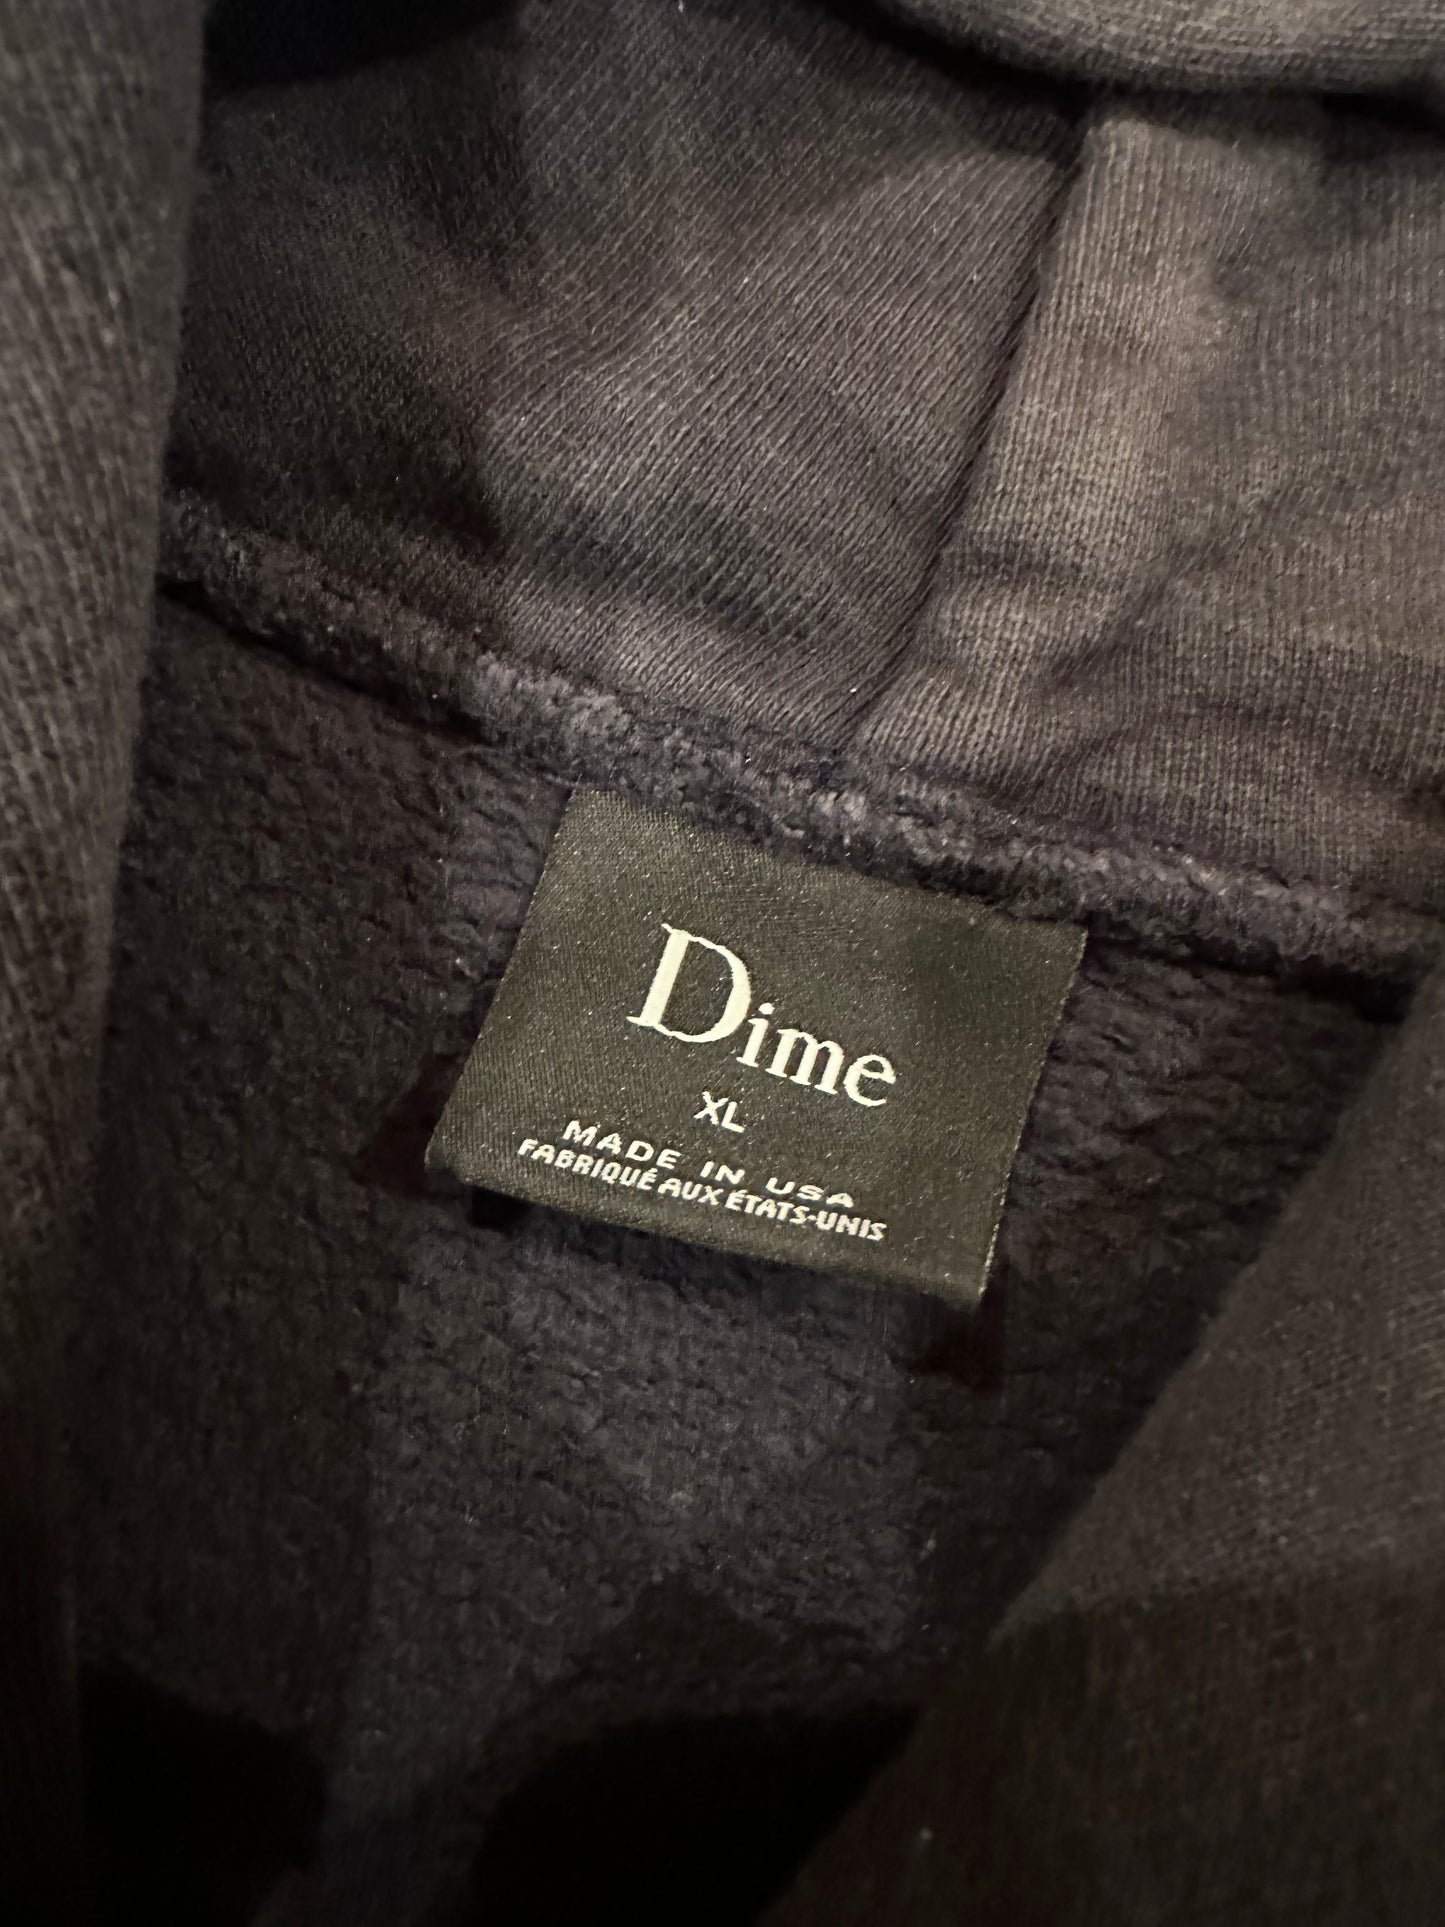 Dime
XL
MADE IN USA
FABRIQUÉ AUX ÉTATS-UNIS